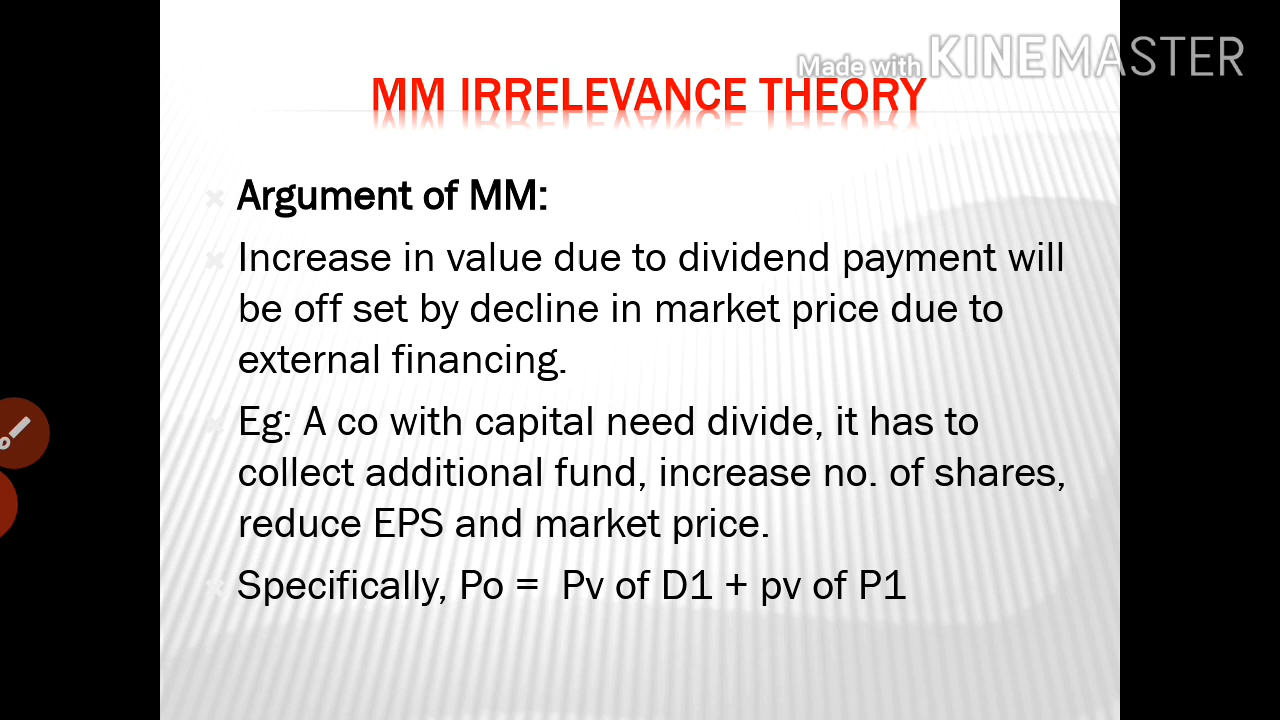 Made with KINEMASTER
MM IRRELEVANCE THEORY
Argument of MM:
Increase in value due to dividend payment will
be off set by decline in market price due to
external financing.
Eg: A co with capital need divide, it has to
collect additional fund, increase no. of shares,
reduce EPS and market price.
Specifically, Po = Pv of D1 + pv of P1